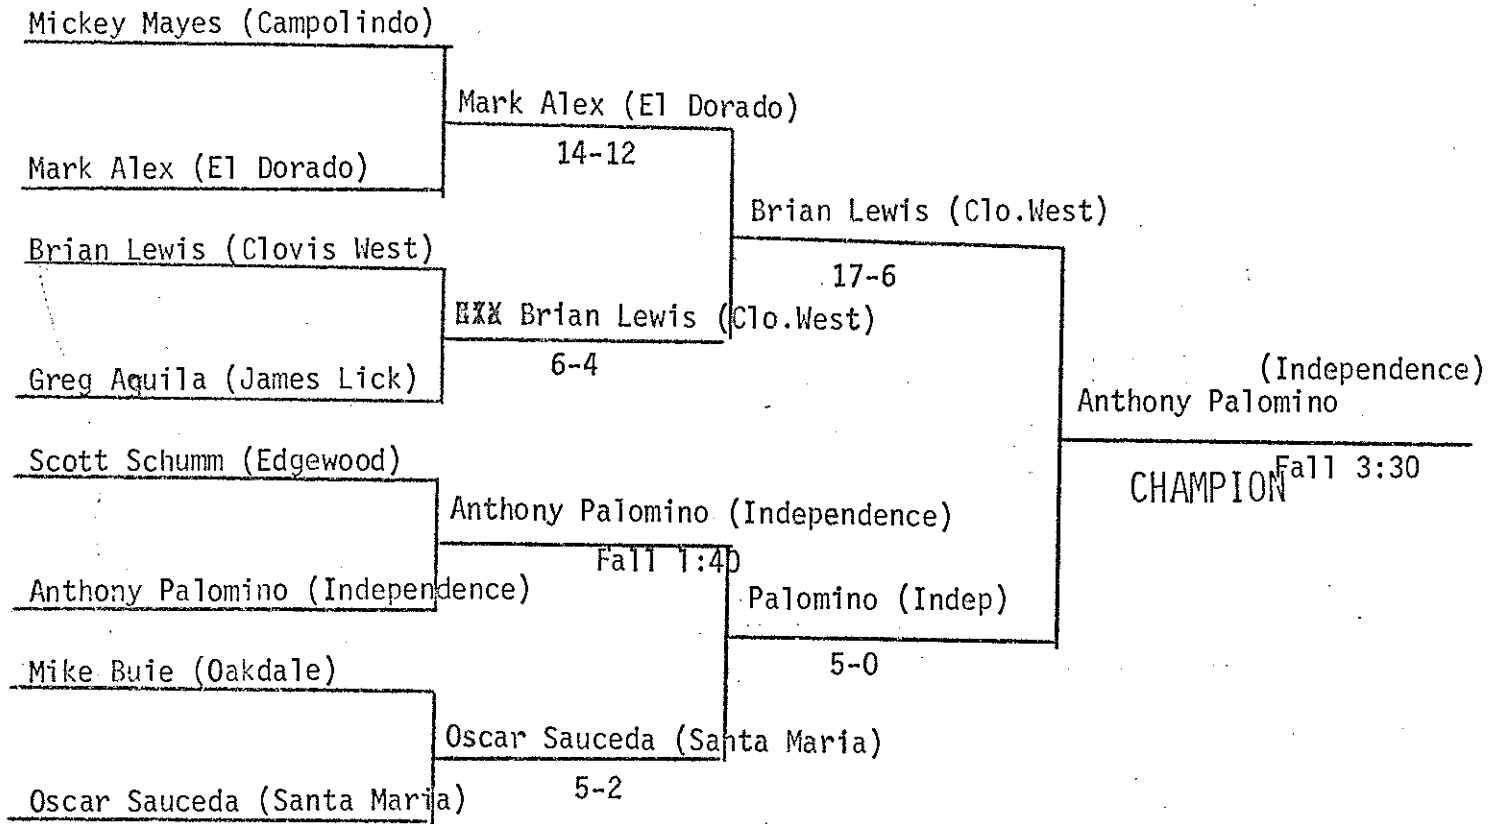 Mickey Mayes (Campolindo)
Mark Alex (El Dorado)
14-12
Mark Alex (El Dorado)
Brian Lewis (Clo.West)
17-6
Brian Lewis (Clovis West)
Brian Lewis (Clo.West)
6-4
Greg Aquila (James Lick)
(Independence)
Anthony Palomino
Fall 3:30
CHAMPION
Scott Schumm (Edgewood)
Anthony Palomino (Independence)
Fall 1:40
Anthony Palomino (Independence)
Palomino (Indep)
5-0
Mike Buie (Oakdale)
Oscar Sauceda (Santa Maria)
5-2
Oscar Sauceda (Santa Maria)